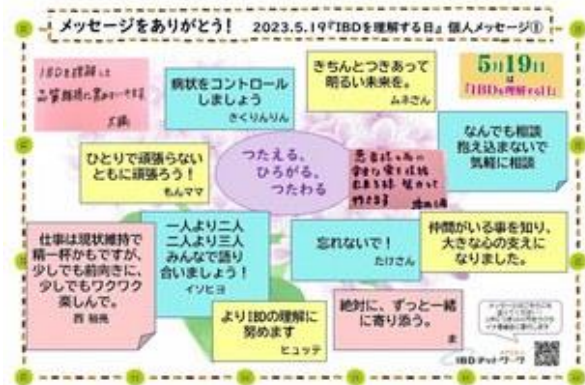 メッセージをありがとう! 2023.5.19『IBDを理解する日』個人メッセージ①
IBDを理解し
病状をコントロール
しましょう
さくりんりん
きちんとつきあって
明るい未来を。
ムネさん
5月19日
は
「IBDを理解する日」
ひとりで頑張らない
ともに頑張ろう!
もんママ
つたえる、
ひろがる、
つたわる
なんでも相談
抱え込まないで
気軽に相談
仕事は現状維持で
精一杯かもですが、
少しでも前向きに、
少しでもワクワク
楽しんで。
一人より二人
二人より三人
みんなで語り
合いましょう!
イソヒヨ
忘れないで!
たけさん
仲間がいる事を知り、
大きな心の支えに
なりました。
よりIBDの理解に
努めます
ヒュッテ
絶対に、ずっと一緒
に寄り添う。
ま
IBDネットワーク